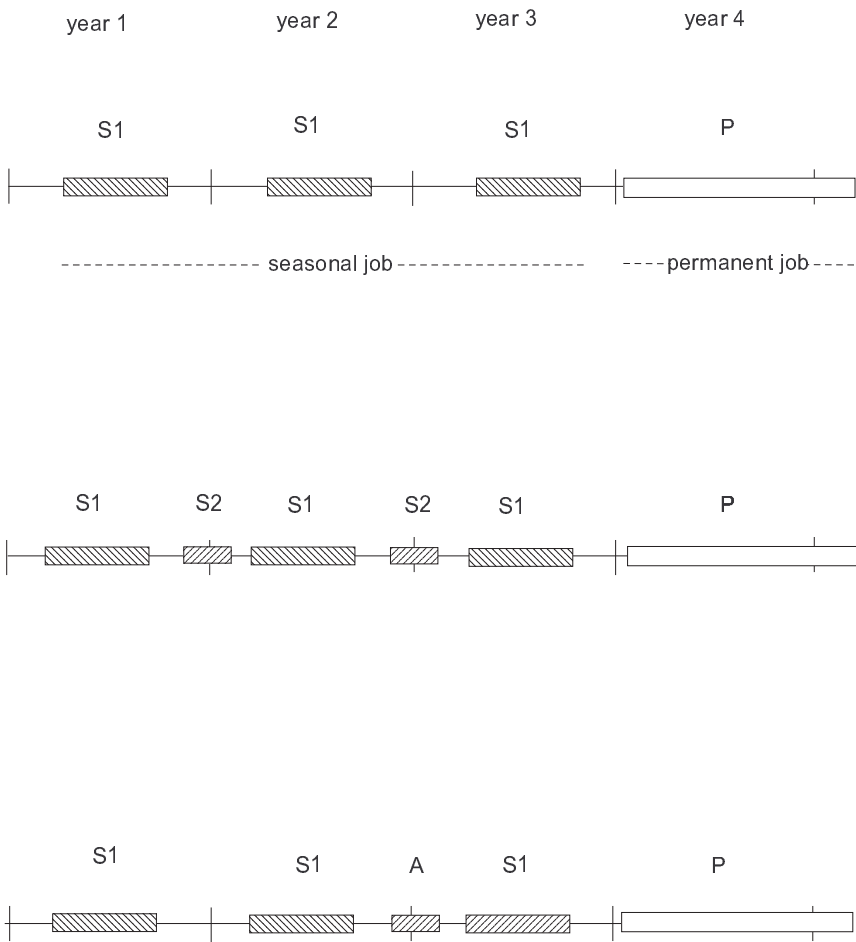 year 1 year 2 year 3 year 4
S1 S1 S1 P
seasonal job permanent job
S1 S2 S1 S2 S1 P
S1 S1 A S1 P